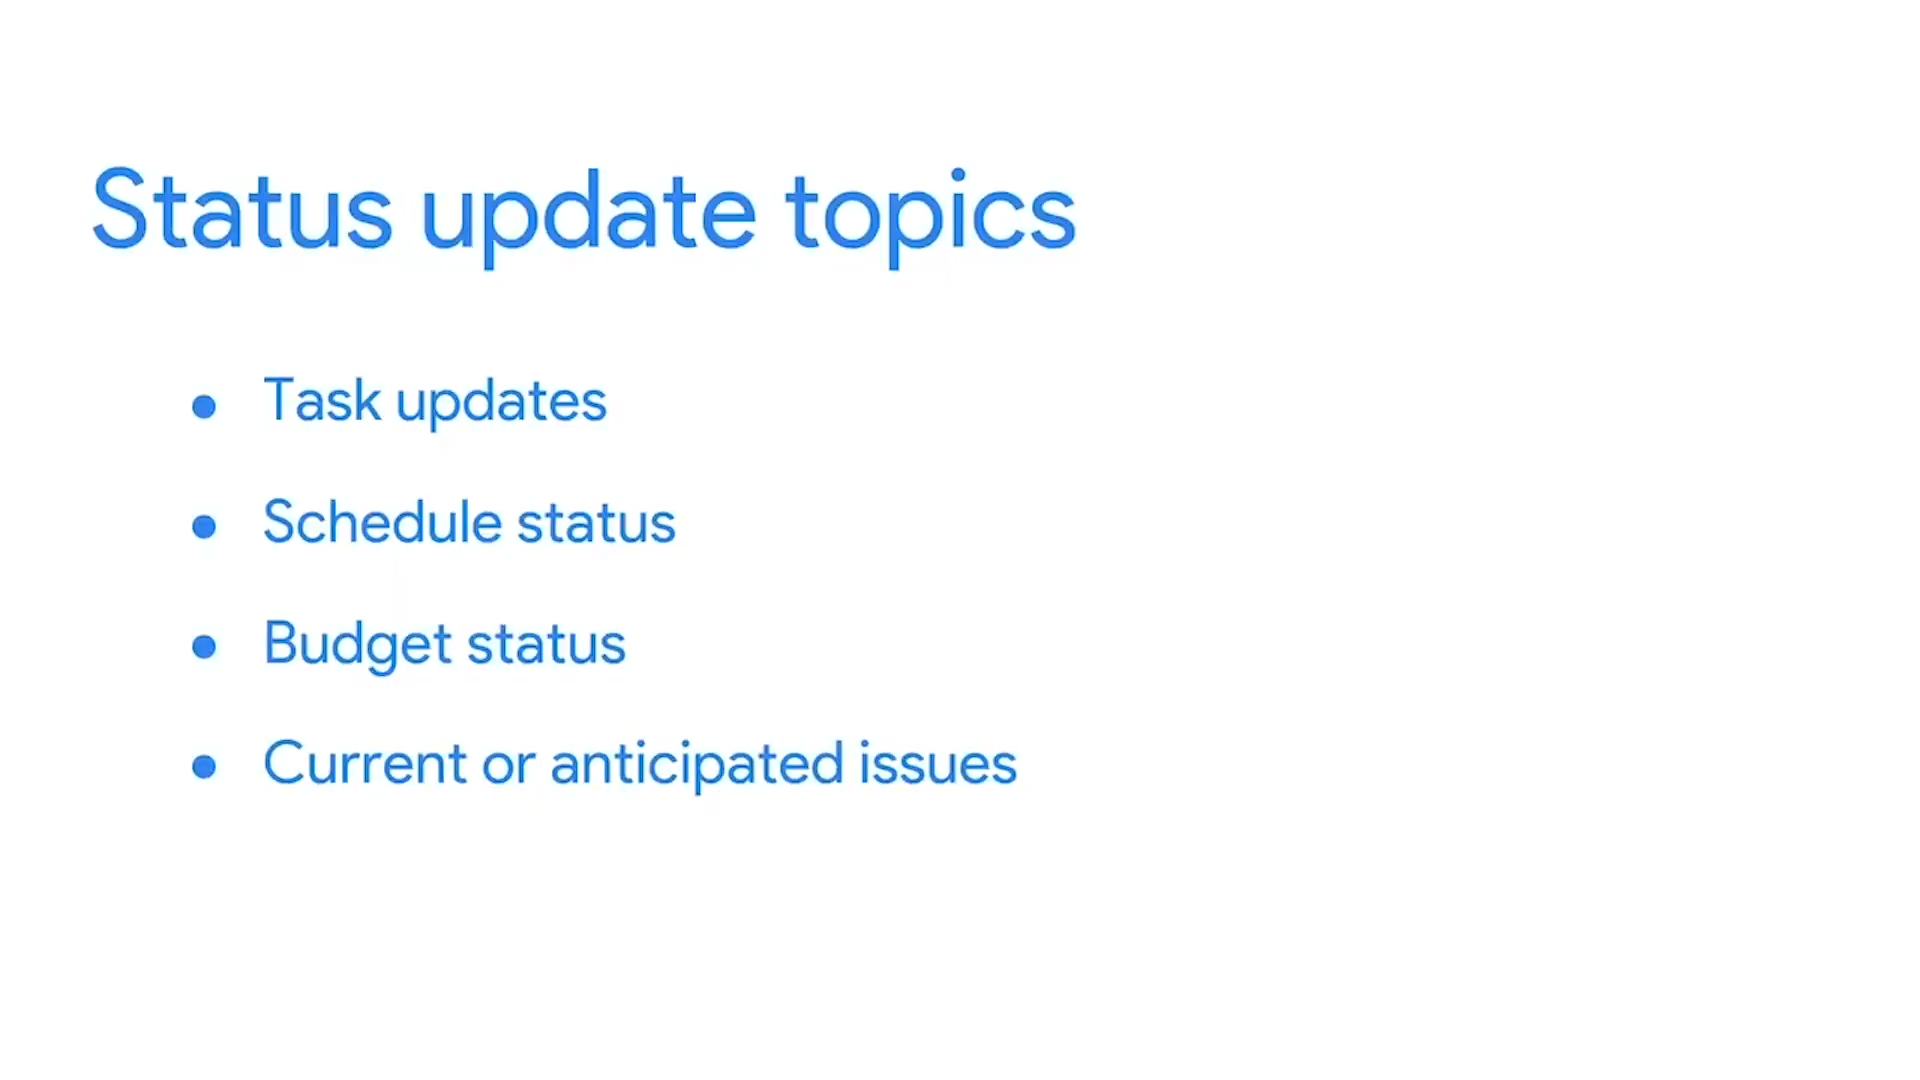 Status update topics
● Task updates
● Schedule status
● Budget status
● Current or anticipated issues